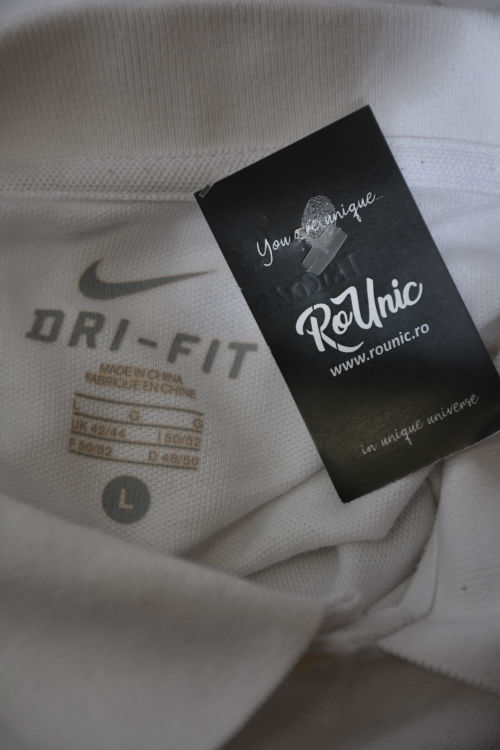 DRI-FIT
MADE IN CHINA
FABRIQUE EN CHINE
L G G
UK 42/44 I 50/52
F 50/52 D 48/50
L
You are unique...
RoUnic
www.rounic.ro
in unique universe